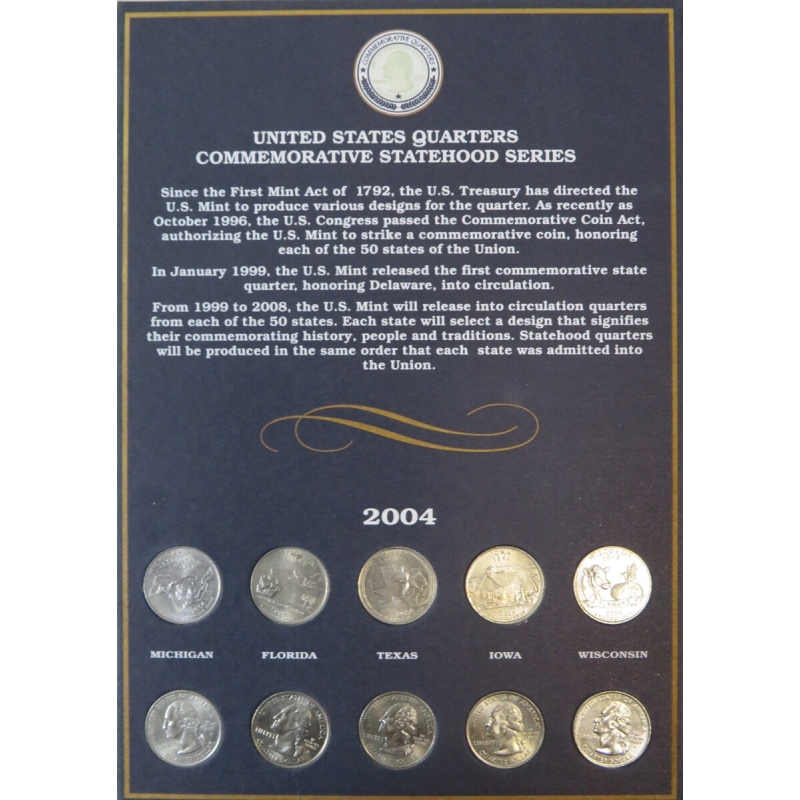 COMMEMORATIVE QUARTERS
UNITED STATES QUARTERS
COMMEMORATIVE STATEHOOD SERIES
Since the First Mint Act of 1792, the U.S. Treasury has directed the
U.S. Mint to produce various designs for the quarter. As recently as
October 1996, the U.S. Congress passed the Commemorative Coin Act,
authorizing the U.S. Mint to strike a commemorative coin, honoring
each of the 50 states of the Union.
In January 1999, the U.S. Mint released the first commemorative state
quarter, honoring Delaware, into circulation.
From 1999 to 2008, the U.S. Mint will release into circulation quarters
from each of the 50 states. Each state will select a design that signifies
their commemorating history, people and traditions. Statehood quarters
will be produced in the same order that each state was admitted into
the Union.
2004
IOWA
MICHIGAN FLORIDA TEXAS IOWA WISCONSIN
LIBERTY